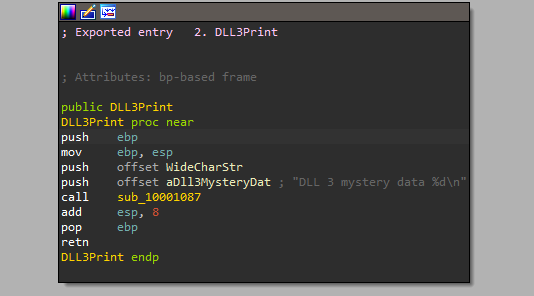 ; Exported entry   2. DLL3Print
; Attributes: bp-based frame
public DLL3Print
DLL3Print proc near
push    ebp
mov     ebp, esp
push    offset WideCharStr
push    offset aDll3MysteryDat ; "DLL 3 mystery data %d\n"
call    sub_10001087
add     esp, 8
pop     ebp
retn
DLL3Print endp